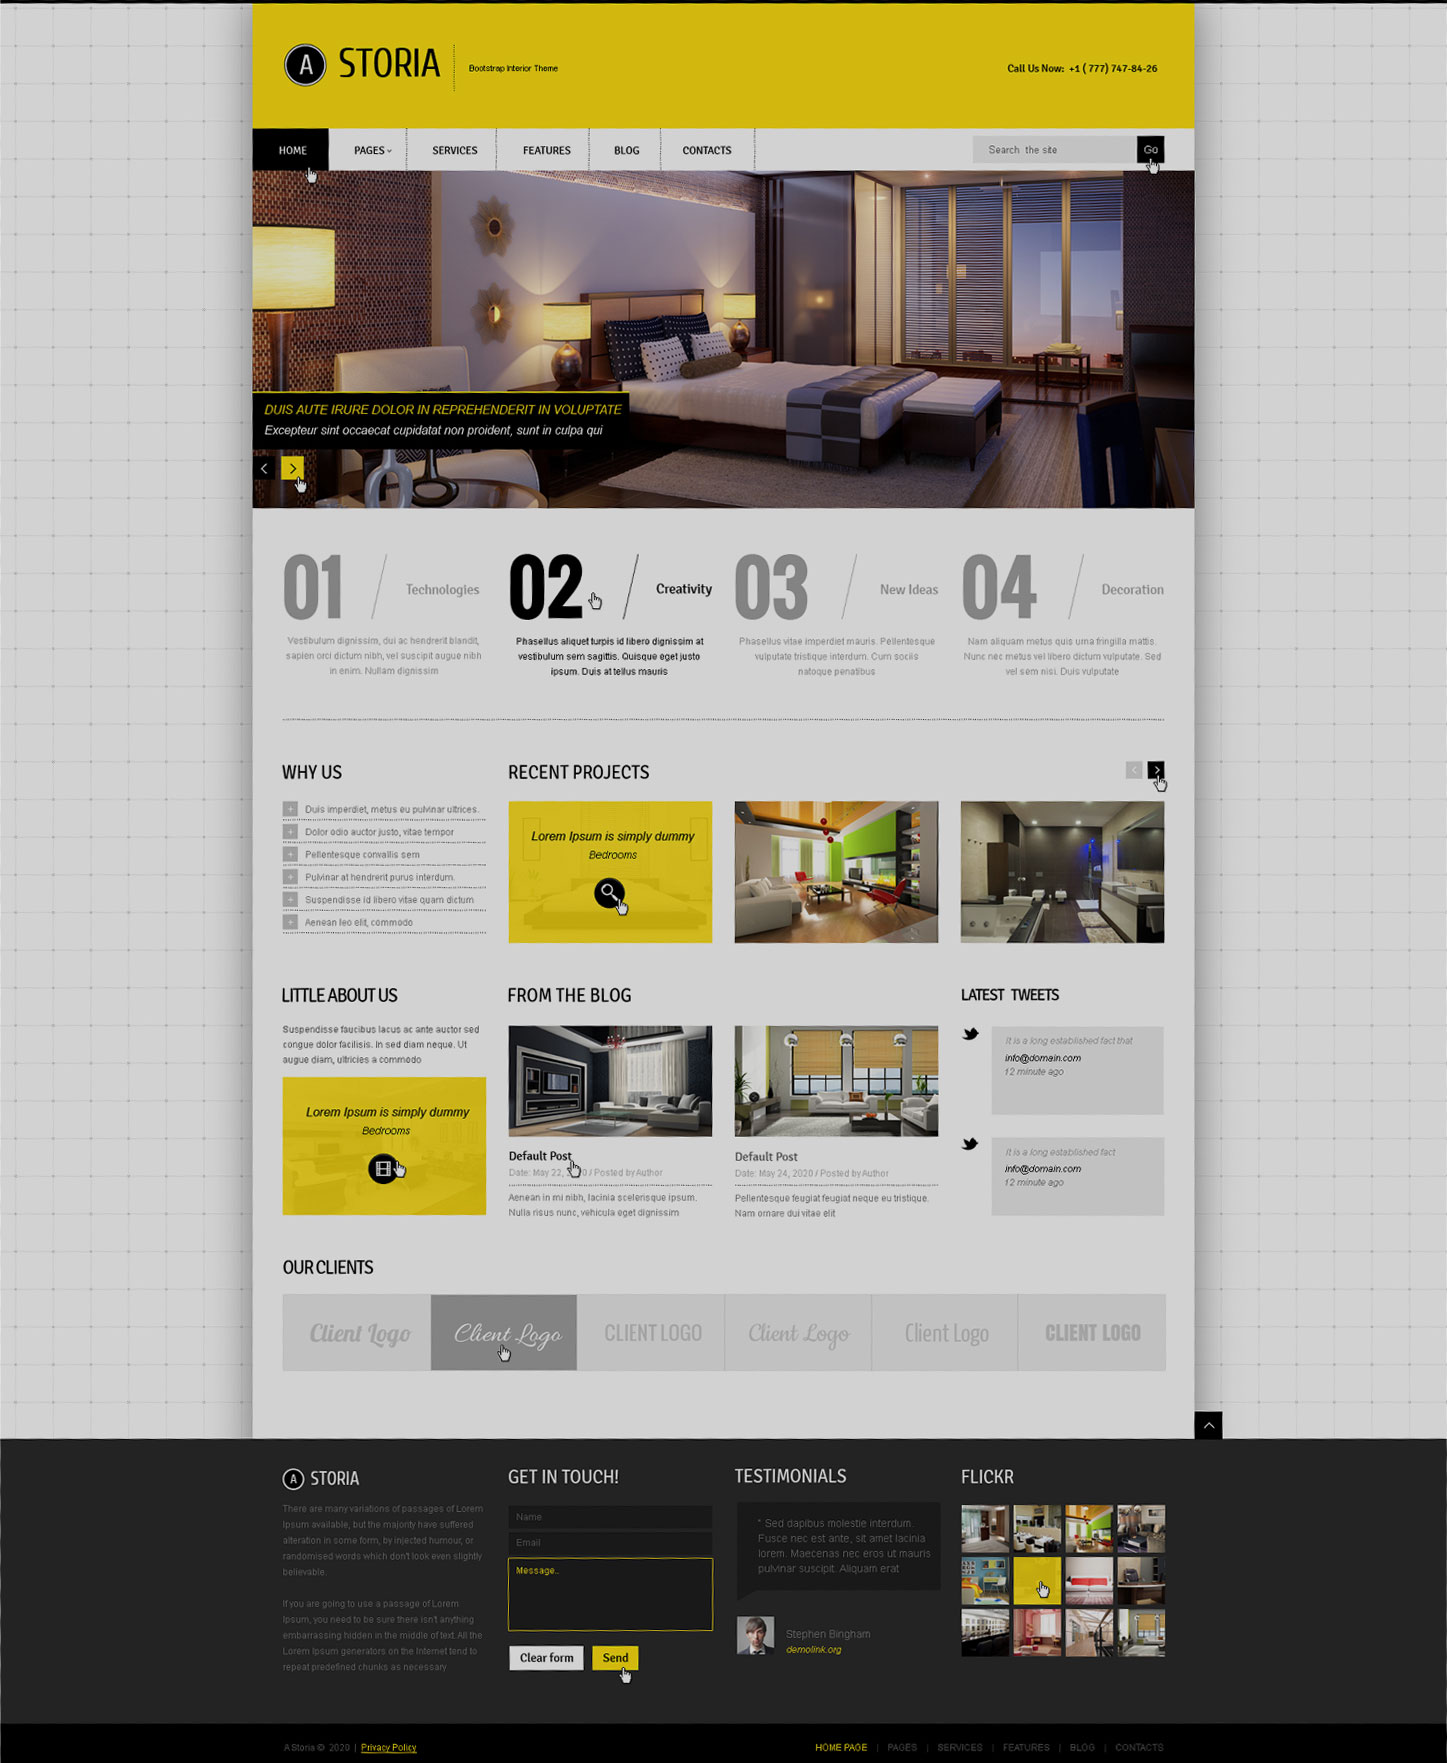 A STORIA
Bootstrap Interior Theme
Call Us Now: +1 ( 777) 747-84-26
HOME
PAGES
SERVICES
FEATURES
BLOG
CONTACTS
Search the site
Go
DUIS AUTE IRURE DOLOR IN REPREHENDERIT IN VOLUPTATE
Excepteur sint occaecat cupidatat non proident, sunt in culpa qui
01
Technologies
Vestibulum dignissim, dui ac hendrerit blandit,
sapien orci dictum nibh, vel suscipit augue nibh
in enim. Nullam dignissim
02
Creativity
Phasellus aliquet turpis id libero dignissim at
vestibulum sem sagittis. Quisque eget justo
ipsum. Duis at tellus mauris
03
New Ideas
Phasellus vitae imperdiet mauris. Pellentesque
vulputate tristique interdum. Cum sociis
natoque penatibus
04
Decoration
Nam aliquam metus quis urna fringilla mattis.
Nunc nec metus vel libero dictum vulputate. Sed
vel sem nisi. Duis vulputate
WHY US
Duis imperdiet, metus eu pulvinar ultrices.
Dolor odio auctor justo, vitae tempor
Pellentesque convallis sem
Pulvinar at hendrerit purus interdum.
Suspendisse id libero vitae quam dictum
Aenean leo elit, commodo
RECENT PROJECTS
Lorem Ipsum is simply dummy
Bedrooms
LITTLE ABOUT US
Suspendisse faucibus lacus ac ante auctor sed
congue dolor facilisis. In sed diam neque. Ut
augue diam, ultricies a commodo
Lorem Ipsum is simply dummy
Bedrooms
FROM THE BLOG
Default Post
Date: May 22, 2020 / Posted by Author
Aenean in mi nibh, lacinia scelerisque ipsum.
Nulla risus nunc, vehicula eget dignissim
Default Post
Date: May 24, 2020 / Posted by Author
Pellentesque feugiat feugiat neque eu tristique.
Nam ornare dui vitae elit
LATEST TWEETS
It is a long established fact that
info@domain.com
12 minute ago
It is a long established fact
info@domain.com
12 minute ago
OUR CLIENTS
Client Logo
Client Logo
CLIENT LOGO
Client Logo
Client Logo
CLIENT LOGO
A STORIA
There are many variations of passages of Lorem
Ipsum available, but the majority have suffered
alteration in some form, by injected humour, or
randomised words which don't look even slightly
believable.
If you are going to use a passage of Lorem
Ipsum, you need to be sure there isn't anything
embarrassing hidden in the middle of text. All the
Lorem Ipsum generators on the Internet tend to
repeat predefined chunks as necessary
GET IN TOUCH!
Name
Email
Message..
Clear form
Send
TESTIMONIALS
" Sed dapibus molestie interdum.
Fusce nec est ante, sit amet lacinia
lorem. Maecenas nec eros ut mauris
pulvinar suscipit. Aliquam erat
Stephen Bingham
demolink.org
FLICKR
AStoria © 2020 | Privacy Policy
HOME PAGE | PAGES | SERVICES | FEATURES | BLOG | CONTACTS